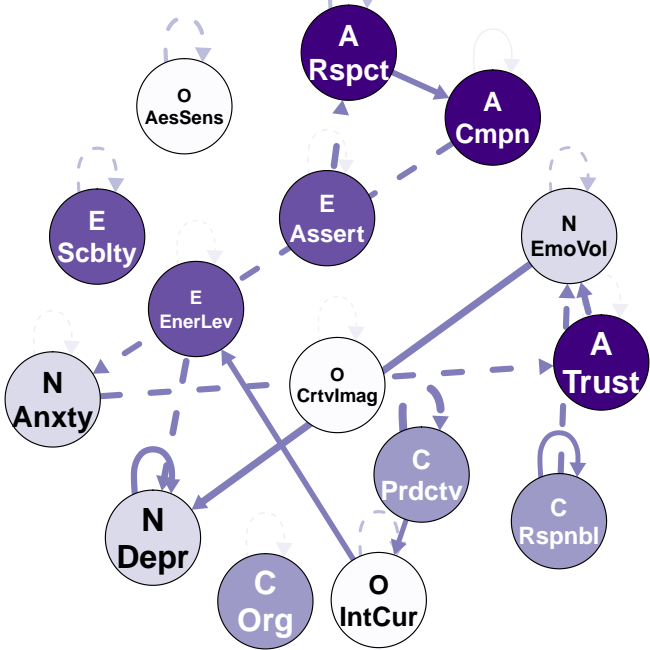 A
Rspct
O
AesSens
A
Cmpn
E
Scblty
E
Assert
N
EmoVol
E
EnerLev
N
Anxty
O
CrtvImag
A
Trust
C
Prdctv
C
Rspnbl
N
Depr
C
Org
O
IntCur